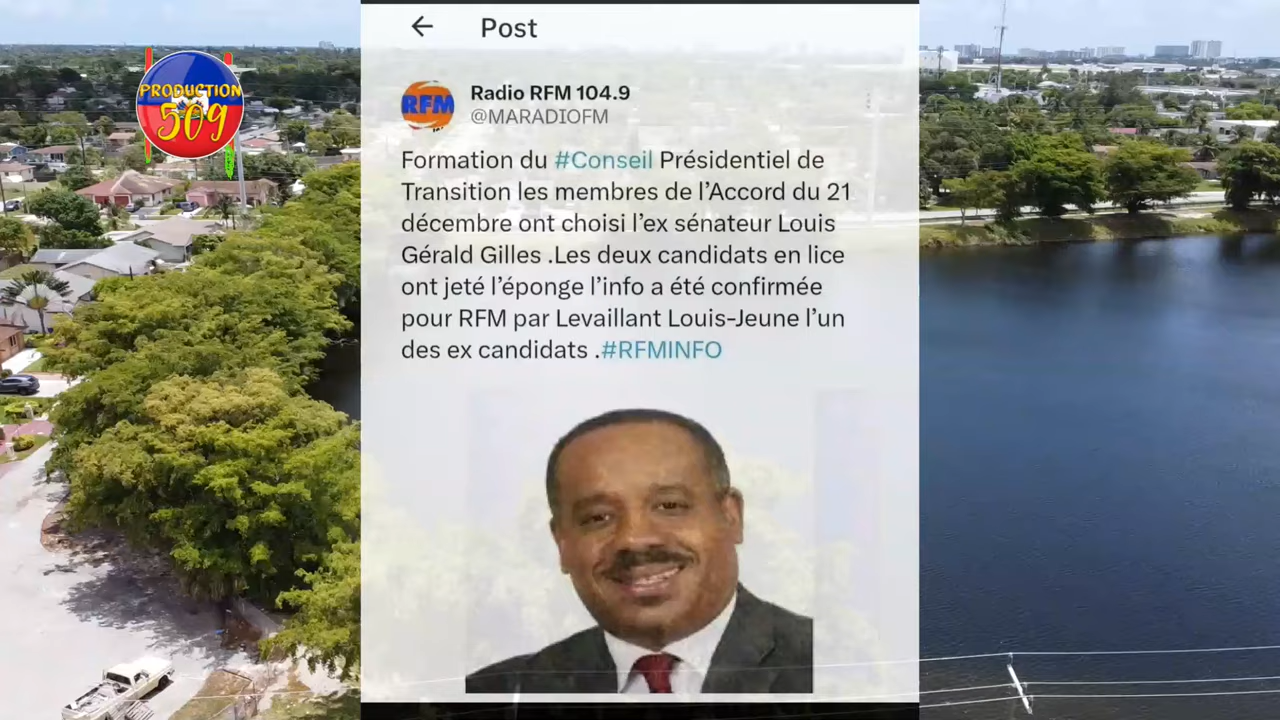 Post
PRODUCTION
509
RFM
Radio RFM 104.9
@MARADIOFM
Formation du #Conseil Présidentiel de
Transition les membres de l’Accord du 21
décembre ont choisi l’ex sénateur Louis
Gérald Gilles .Les deux candidats en lice
ont jeté l’éponge l’info a été confirmée
pour RFM par Levaillant Louis-Jeune l’un
des ex candidats .#RFMINFO